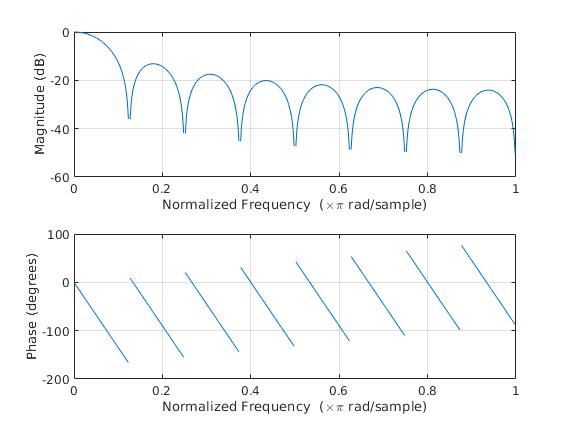 0
-20
-40
-60
Magnitude (dB)
0 0.2 0.4 0.6 0.8 1
Normalized Frequency (×π rad/sample)
100
0
-100
-200
Phase (degrees)
0 0.2 0.4 0.6 0.8 1
Normalized Frequency (×π rad/sample)